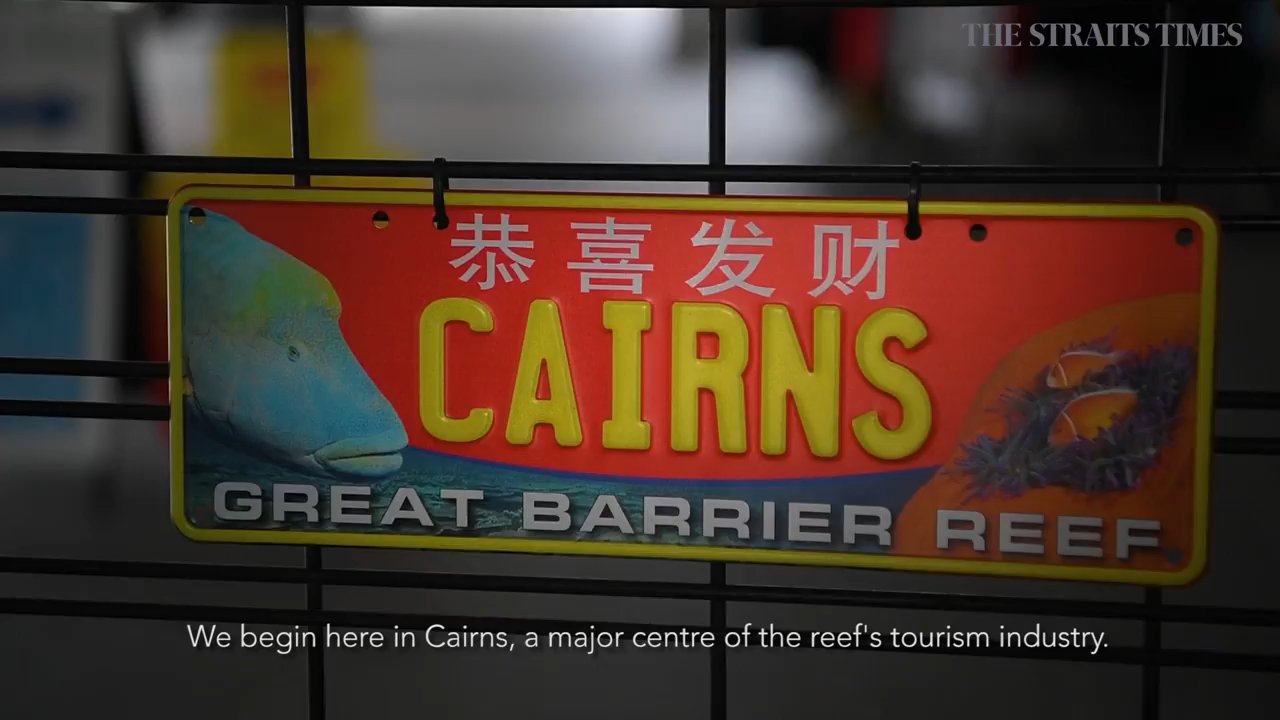 THE STRAITS TIMES
恭喜发财
CAIRNS
GREAT BARRIER REEF
We begin here in Cairns, a major centre of the reef's tourism industry.